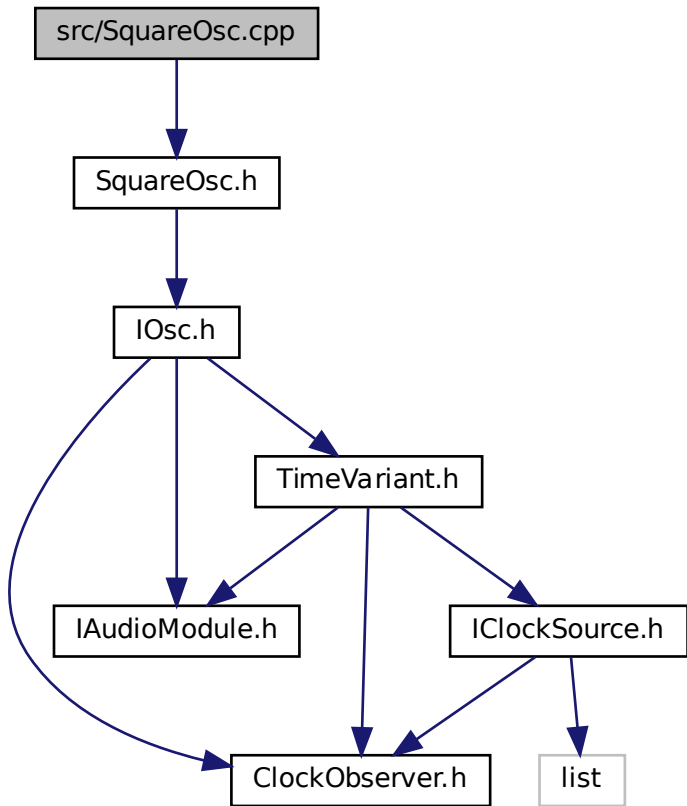 src/SquareOsc.cpp
SquareOsc.h
IOsc.h
TimeVariant.h
IAudioModule.h
IClockSource.h
ClockObserver.h
list